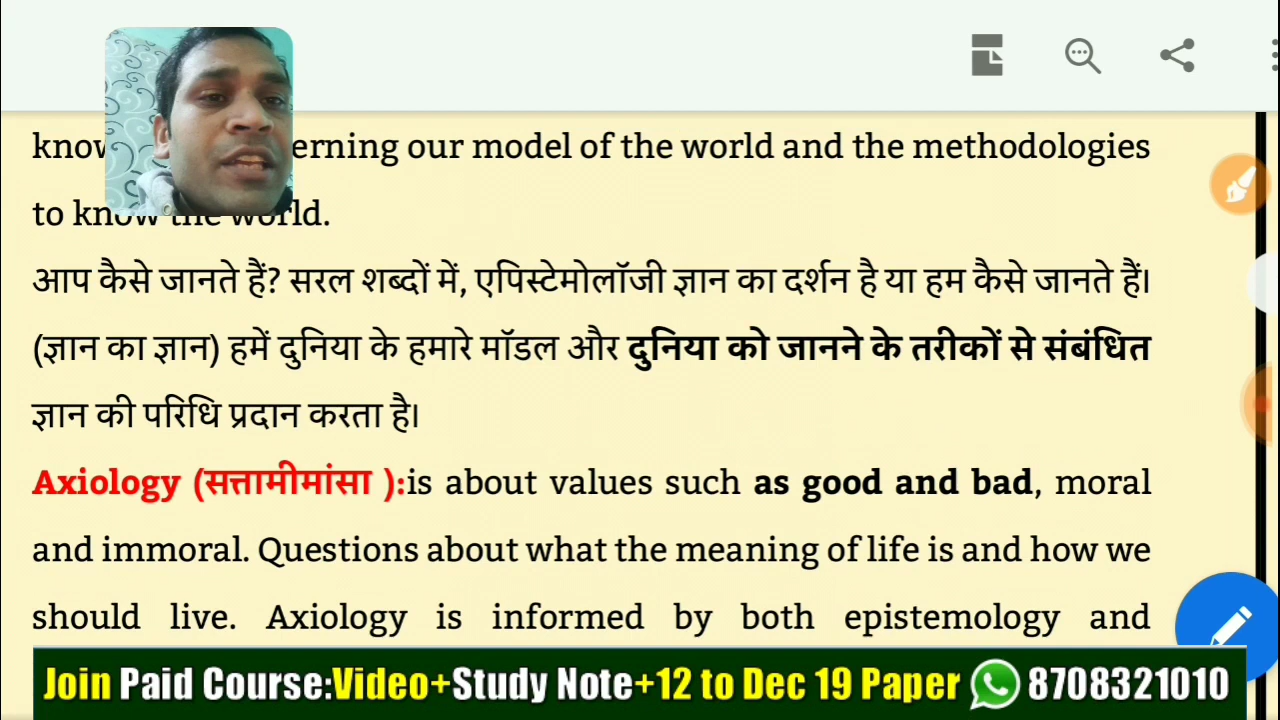 erning our model of the world and the methodologies
to know the world.
आप कैसे जानते हैं? सरल शब्दों में, एपिस्टेमोलॉजी ज्ञान का दर्शन है या हम कैसे जानते हैं।
(ज्ञान का ज्ञान) हमें दुनिया के हमारे मॉडल और दुनिया को जानने के तरीकों से संबंधित
ज्ञान की परिधि प्रदान करता है।
Axiology (सत्तामीमांसा ):is about values such as good and bad, moral
and immoral. Questions about what the meaning of life is and how we
should live. Axiology is informed by both epistemology and
Join Paid Course:Video+Study Note+12 to Dec 19 Paper 8708321010